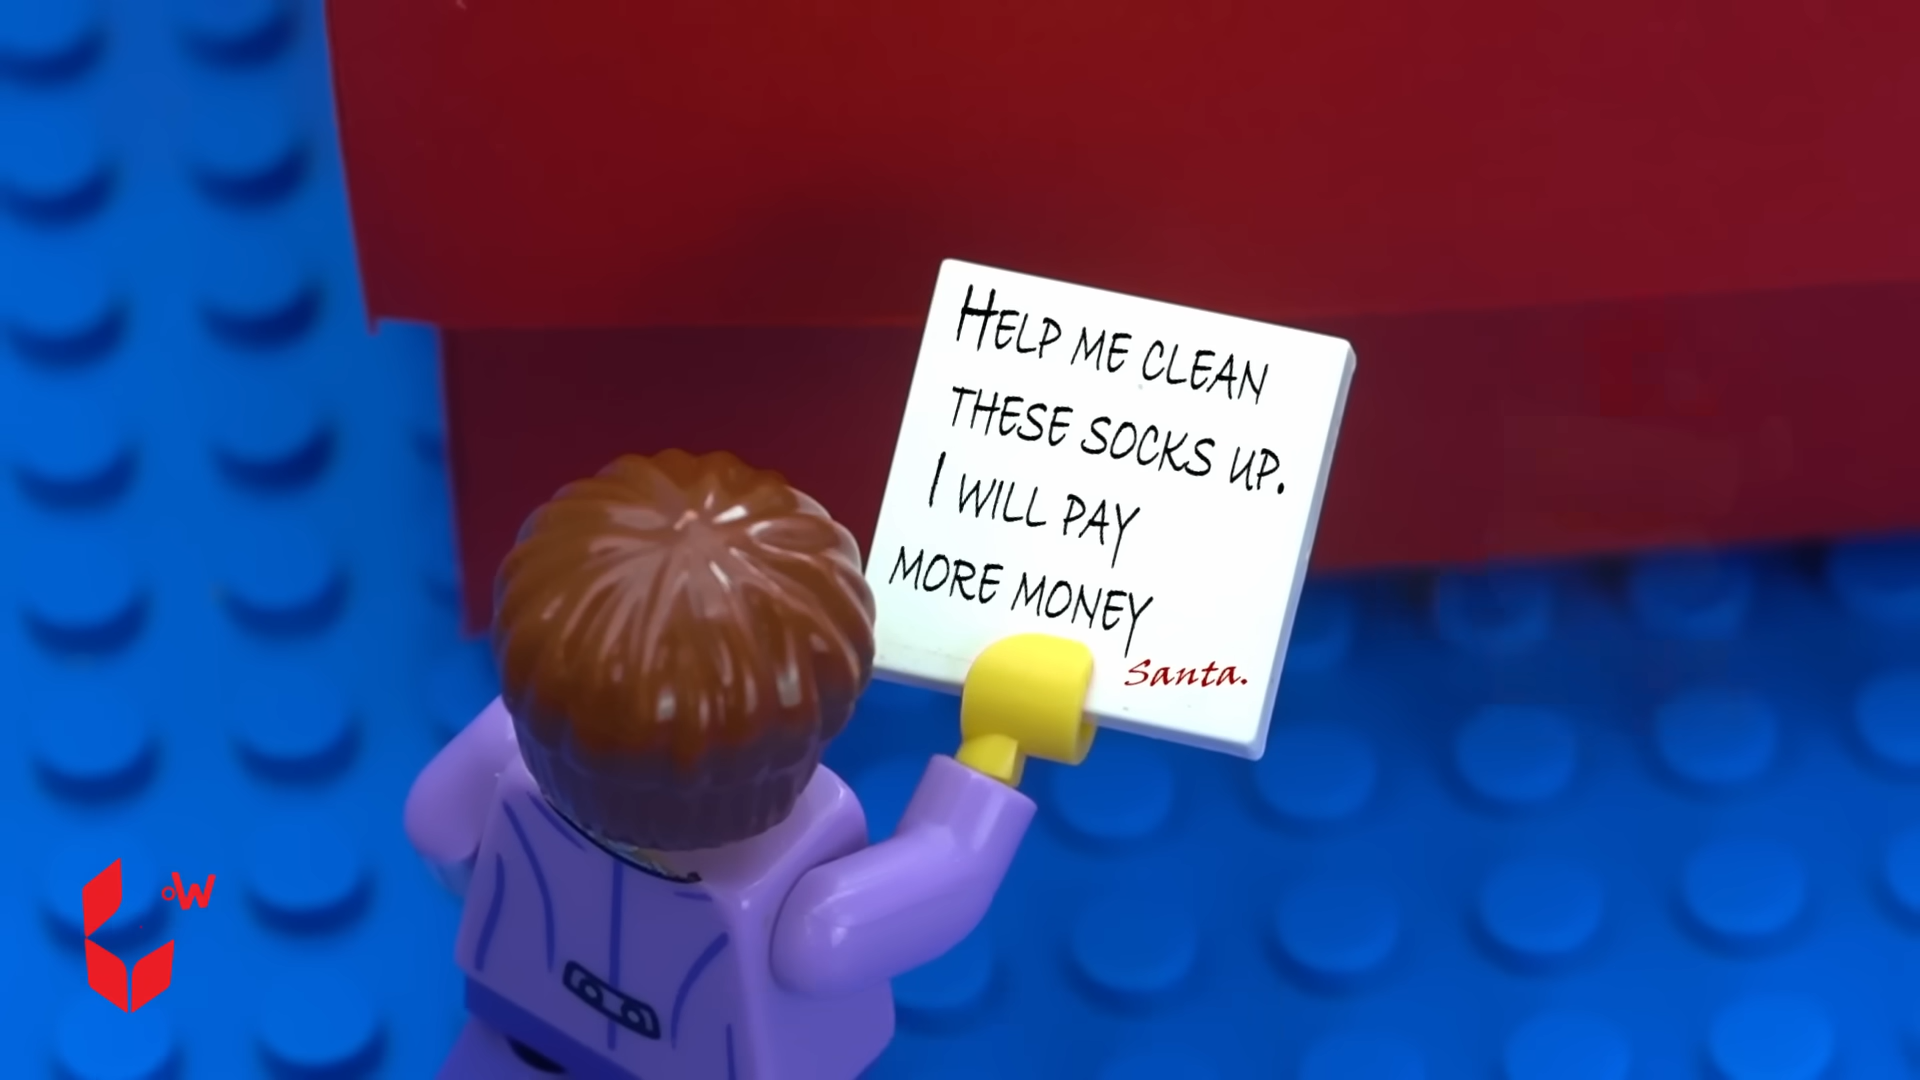 HELP ME CLEAN
THESE SOCKS UP.
I WILL PAY
MORE MONEY
Santa.
W